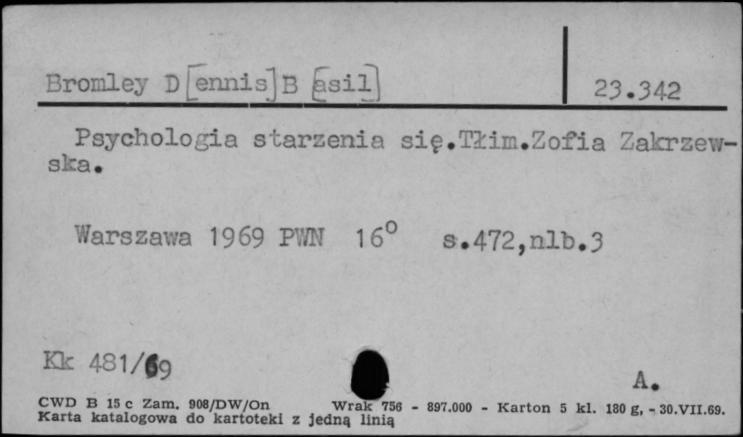 Bromley D[ennis]B[asil] 23.342
Psychologia starzenia się.Tłim.Zofia Zakrzew-
ska.
Warszawa 1969 PWN 16° s.472,nlb.3
Kk 481/69
A.
CWD B 15 c Zam. 908/DW/On Wrak 756 - 897.000 - Karton 5 kl. 180 g, - 30.VII.69.
Karta katalogowa do kartoteki z jedną linią